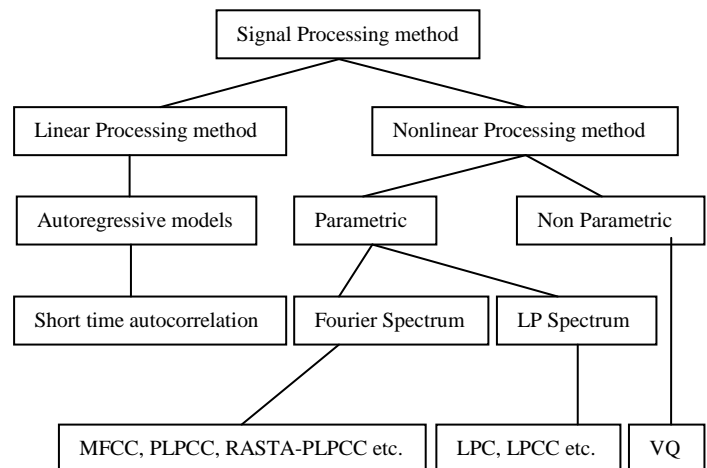 Signal Processing method
Linear Processing method
Nonlinear Processing method
Autoregressive models
Parametric
Non Parametric
Short time autocorrelation
Fourier Spectrum
LP Spectrum
MFCC, PLPCC, RASTA-PLPCC etc.
LPC, LPCC etc.
VQ